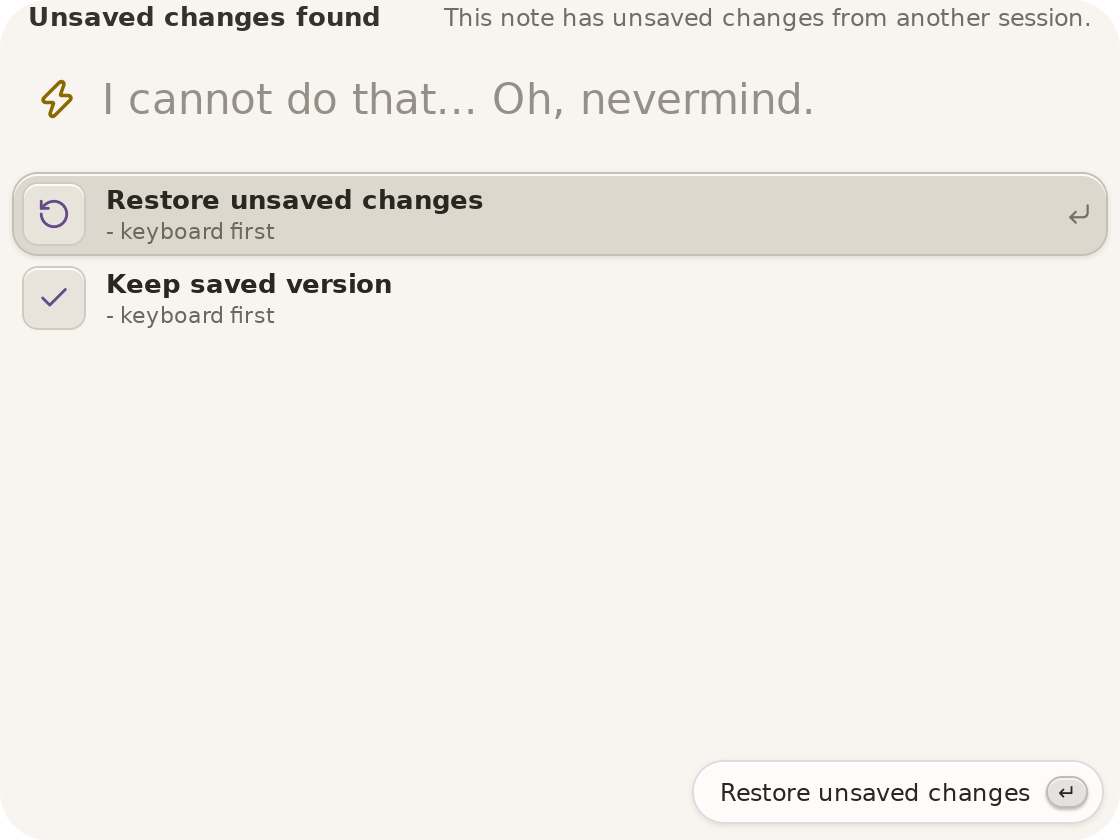 Unsaved changes found
This note has unsaved changes from another session.
I cannot do that... Oh, nevermind.
Restore unsaved changes
- keyboard first
Keep saved version
- keyboard first
Restore unsaved changes